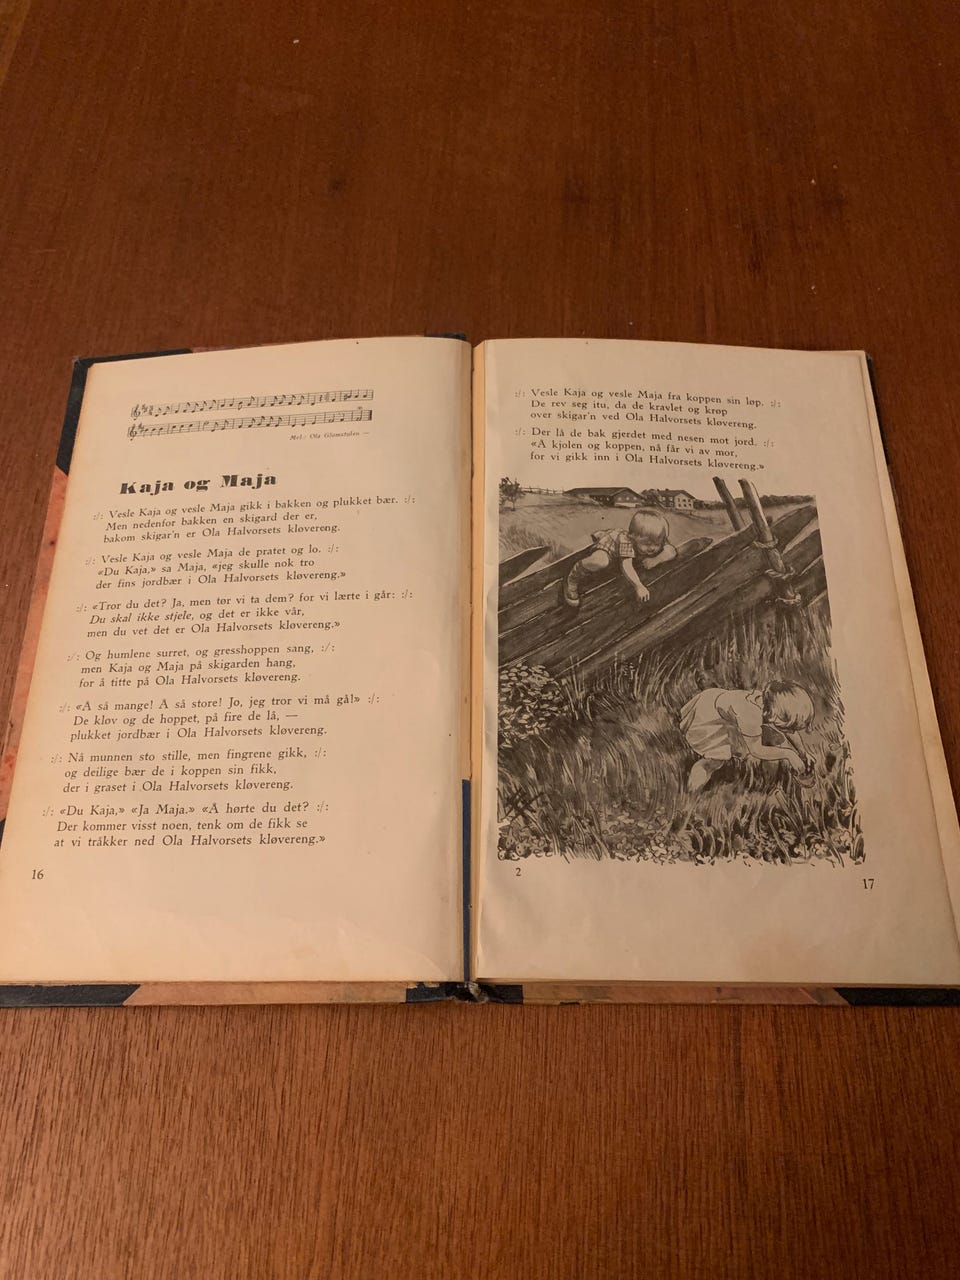 Mel.: Ola Glomstulen —
Kaja og Maja
:/: Vesle Kaja og vesle Maja gikk i bakken og plukket bær. :/:
Men nedenfor bakken en skigard der er,
bakom skigar'n er Ola Halvorsets kløvereng.
:/: Vesle Kaja og vesle Maja de pratet og lo. :/:
«Du Kaja,» sa Maja, «jeg skulle nok tro
der fins jordbær i Ola Halvorsets kløvereng.»
:/: «Tror du det? Ja, men tør vi ta dem? for vi lærte i går: :/:
Du skal ikke stjele, og det er ikke vår,
men du vet det er Ola Halvorsets kløvereng.»
:/: Og humlene surret, og gresshoppen sang, :/:
men Kaja og Maja på skigarden hang,
for å titte på Ola Halvorsets kløvereng.
:/: «Å så mange! Å så store! Jo, jeg tror vi må gå!» :/:
De kløv og de hoppet, på fire de lå, —
plukket jordbær i Ola Halvorsets kløvereng.
:/: Nå munnen sto stille, men fingrene gikk, :/:
og deilige bær de i koppen sin fikk,
der i graset i Ola Halvorsets kløvereng.
:/: «Du Kaja,» «Ja Maja.» «Å hørte du det? :/:
Der kommer visst noen, tenk om de fikk se
at vi tråkker ned Ola Halvorsets kløvereng.»
16
:/: Vesle Kaja og vesle Maja fra koppen sin løp. :/:
De rev seg itu, da de kravlet og krop
over skigar'n ved Ola Halvorsets kløvereng.
:/: Der lå de bak gjerdet med nesen mot jord. :/:
«Å kjolen og koppen, nå får vi av mor,
for vi gikk inn i Ola Halvorsets kløvereng.»
2
17